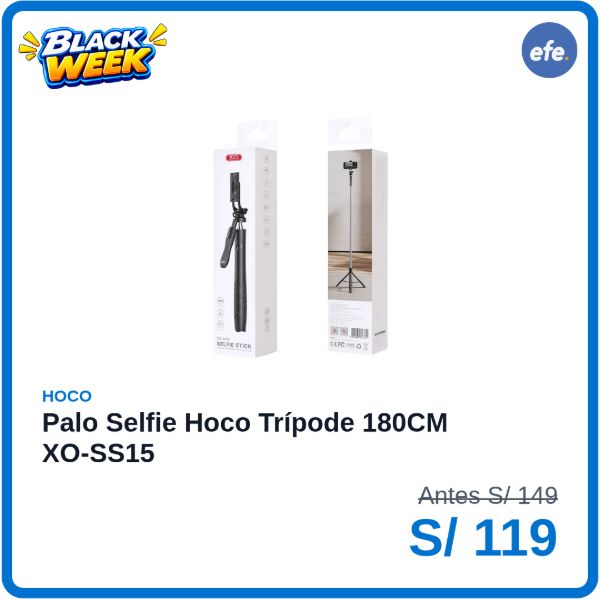 BLACK
WEEK
efe.
SELFIE STICK
HOCO
Palo Selfie Hoco Trípode 180CM
XO-SS15
Antes S/ 149
S/ 119